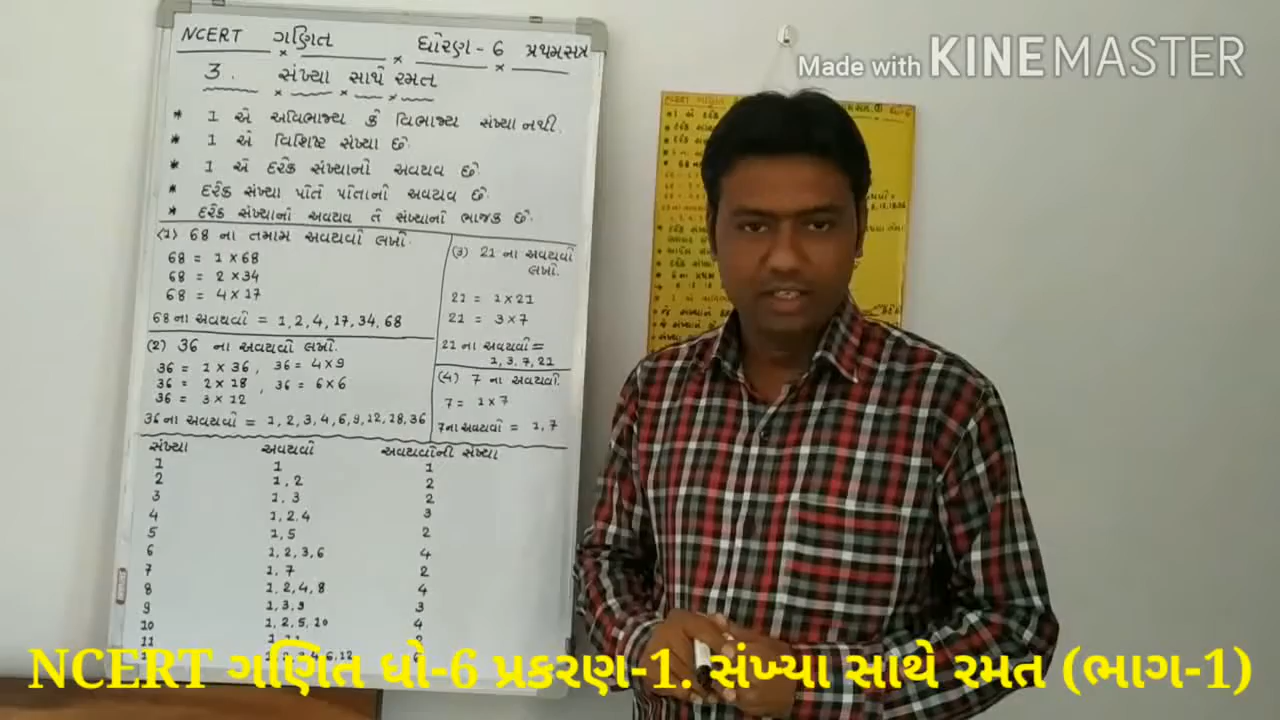 Made with KINEMASTER
NCERT ગણિત ધોરણ - 6 પ્રથમસત્ર
3. સંખ્યા સાથે રમત
* 1 એ અવિભાજ્ય કે વિભાજ્ય સંખ્યા નથી.
* 1 એ વિશિષ્ટ સંખ્યા છે.
* 1 એ દરેક સંખ્યાનો અવયવ છે.
* દરેક સંખ્યા પોતે પોતાનો અવયવ છે.
* દરેક સંખ્યાનો અવયવ તે સંખ્યાનો ભાજક છે.
(1) 68 ના તમામ અવયવો લખો.
68 = 1 × 68
68 = 2 × 34
68 = 4 × 17
68 ના અવયવો = 1, 2, 4, 17, 34, 68
(2) 36 ના અવયવો લખો.
36 = 1 × 36, 36 = 4 × 9
36 = 2 × 18, 36 = 6 × 6
36 = 3 × 12
36 ના અવયવો = 1, 2, 3, 4, 6, 9, 12, 18, 36
(3) 21 ના અવયવો
લખો.
21 = 1 × 21
21 = 3 × 7
21 ના અવયવો =
1, 3, 7, 21
(4) 7 ના અવયવો.
7 = 1 × 7
7 ના અવયવો = 1, 7
સંખ્યા અવયવો અવયવોની સંખ્યા
1 1 1
2 1, 2 2
3 1, 3 2
4 1, 2, 4 3
5 1, 5 2
6 1, 2, 3, 6 4
7 1, 7 2
8 1, 2, 4, 8 4
9 1, 3, 9 3
10 1, 2, 5, 10 4
11
NCERT ગણિત ધો-6 પ્રકરણ-1. સંખ્યા સાથે રમત (ભાગ-1)